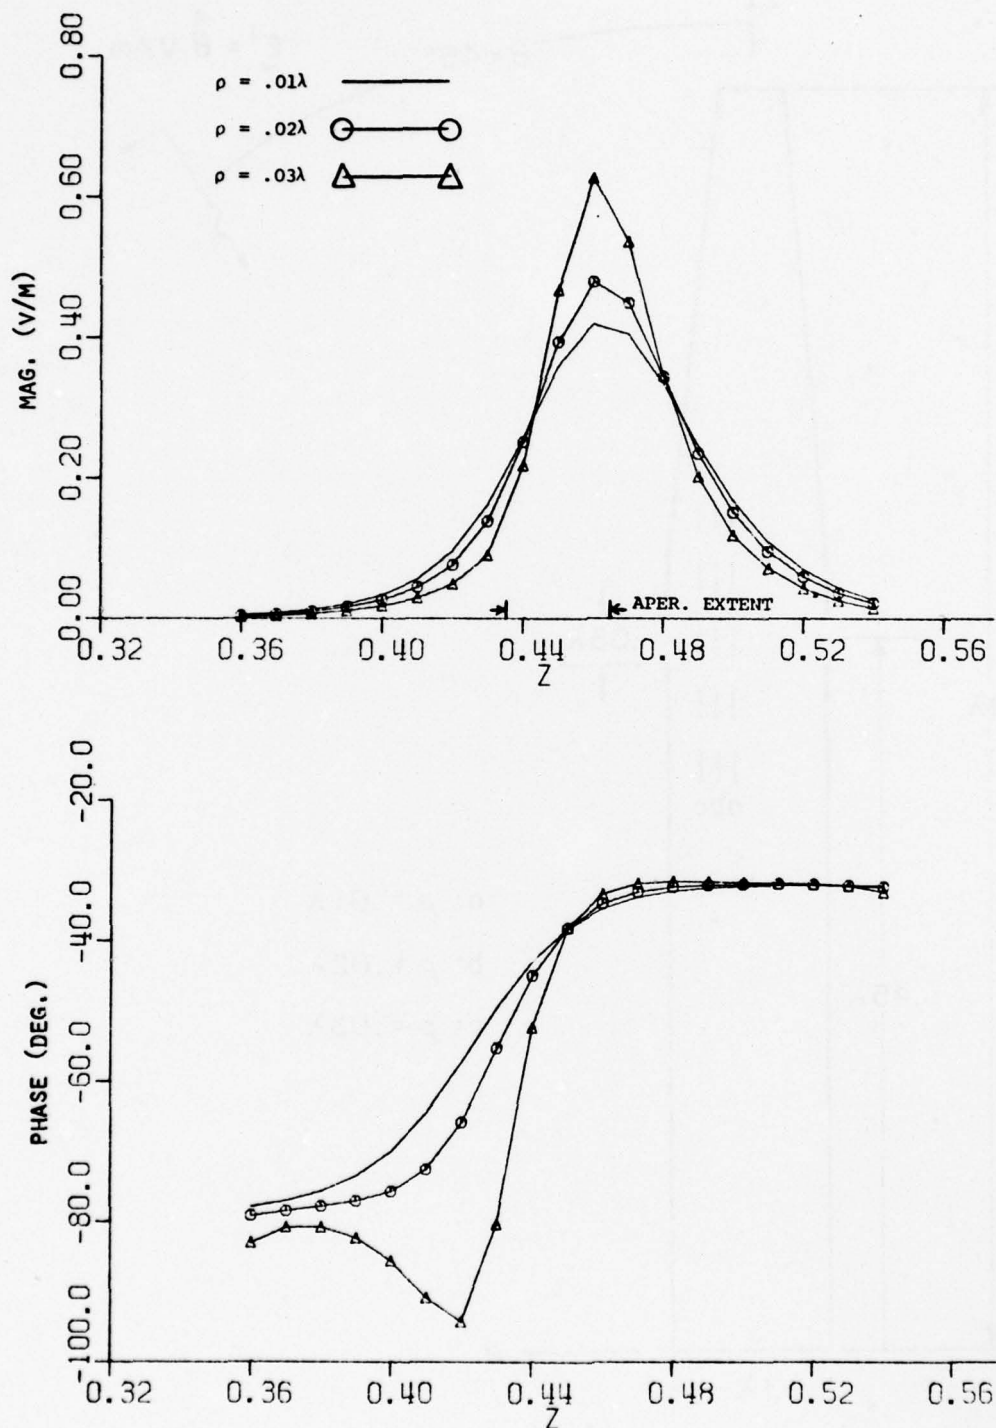 ρ = .01λ
ρ = .02λ
ρ = .03λ
MAG. (V/M)
0.80
0.60
0.40
0.20
0.00
APER. EXTENT
0.32 0.36 0.40 0.44 0.48 0.52 0.56
Z
PHASE (DEG.)
-20.0
-40.0
-60.0
-80.0
-100.0
0.32 0.36 0.40 0.44 0.48 0.52 0.56
Z